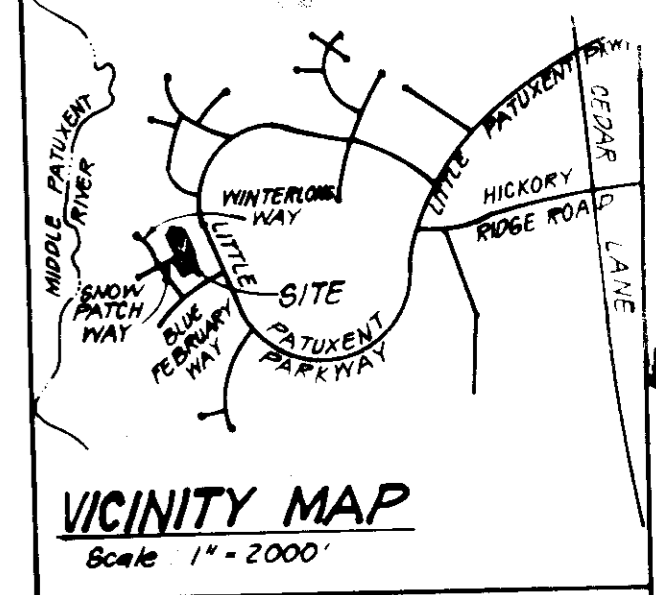 MIDDLE PATUXENT
RIVER
LITTLE PATUXENT PKWY
CEDAR LANE
HICKORY
RIDGE ROAD
WINTERLONG
WAY
LITTLE
PATUXENT
PARKWAY
SITE
SNOW
PATCH
WAY
BLUE
FEBRUARY
WAY
VICINITY MAP
Scale 1" = 2000'